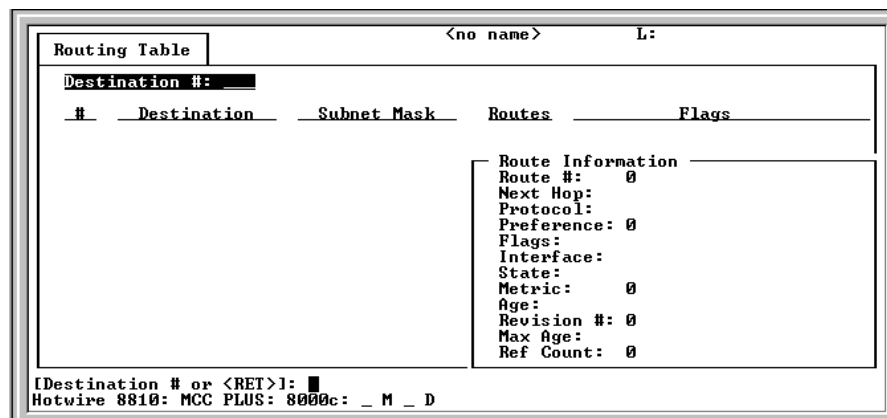 <no name> L:
Routing Table
Destination #: ___
# Destination Subnet Mask Routes Flags
Route Information
Route #: 0
Next Hop:
Protocol:
Preference: 0
Flags:
Interface:
State:
Metric: 0
Age:
Revision #: 0
Max Age:
Ref Count: 0
[Destination # or <RET>]:
Hotwire 8810: MCC PLUS: 8000c: _ M _ D